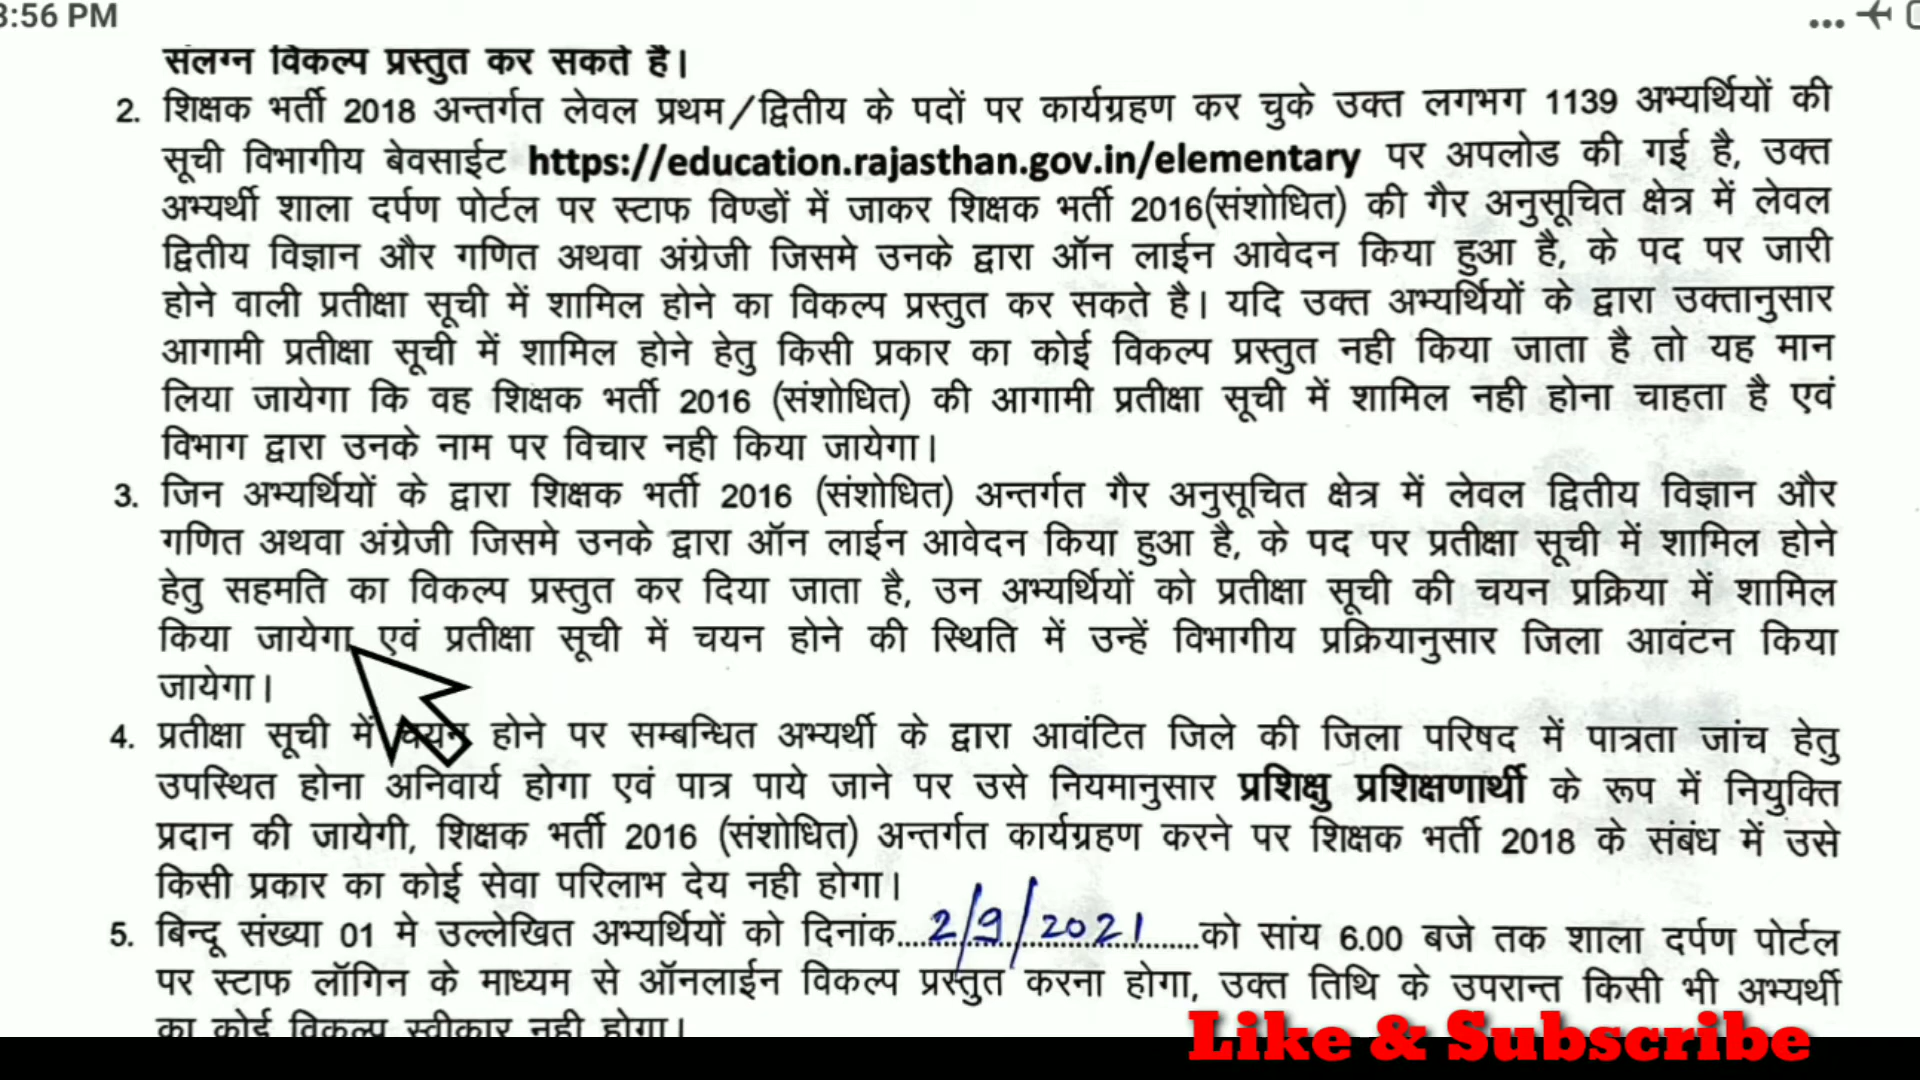 3:56 PM
संलग्न विकल्प प्रस्तुत कर सकते है।
2. शिक्षक भर्ती 2018 अन्तर्गत लेवल प्रथम/द्वितीय के पदों पर कार्यग्रहण कर चुके उक्त लगभग 1139 अभ्यर्थियों की
सूची विभागीय बेवसाईट https://education.rajasthan.gov.in/elementary पर अपलोड की गई है, उक्त
अभ्यर्थी शाला दर्पण पोर्टल पर स्टाफ विण्डों में जाकर शिक्षक भर्ती 2016(संशोधित) की गैर अनुसूचित क्षेत्र में लेवल
द्वितीय विज्ञान और गणित अथवा अंग्रेजी जिसमे उनके द्वारा ऑन लाईन आवेदन किया हुआ है, के पद पर जारी
होने वाली प्रतीक्षा सूची में शामिल होने का विकल्प प्रस्तुत कर सकते है। यदि उक्त अभ्यर्थियों के द्वारा उक्तानुसार
आगामी प्रतीक्षा सूची में शामिल होने हेतु किसी प्रकार का कोई विकल्प प्रस्तुत नही किया जाता है तो यह मान
लिया जायेगा कि वह शिक्षक भर्ती 2016 (संशोधित) की आगामी प्रतीक्षा सूची में शामिल नही होना चाहता है एवं
विभाग द्वारा उनके नाम पर विचार नही किया जायेगा।
3. जिन अभ्यर्थियों के द्वारा शिक्षक भर्ती 2016 (संशोधित) अन्तर्गत गैर अनुसूचित क्षेत्र में लेवल द्वितीय विज्ञान और
गणित अथवा अंग्रेजी जिसमे उनके द्वारा ऑन लाईन आवेदन किया हुआ है, के पद पर प्रतीक्षा सूची में शामिल होने
हेतु सहमति का विकल्प प्रस्तुत कर दिया जाता है, उन अभ्यर्थियों को प्रतीक्षा सूची की चयन प्रक्रिया में शामिल
किया जायेगा एवं प्रतीक्षा सूची में चयन होने की स्थिति में उन्हें विभागीय प्रक्रियानुसार जिला आवंटन किया
जायेगा।
4. प्रतीक्षा सूची में चयन होने पर सम्बन्धित अभ्यर्थी के द्वारा आवंटित जिले की जिला परिषद में पात्रता जांच हेतु
उपस्थित होना अनिवार्य होगा एवं पात्र पाये जाने पर उसे नियमानुसार प्रशिक्षु प्रशिक्षणार्थी के रूप में नियुक्ति
प्रदान की जायेगी, शिक्षक भर्ती 2016 (संशोधित) अन्तर्गत कार्यग्रहण करने पर शिक्षक भर्ती 2018 के संबंध में उसे
किसी प्रकार का कोई सेवा परिलाभ देय नही होगा।
5. बिन्दू संख्या 01 मे उल्लेखित अभ्यर्थियों को दिनांक....2/9/2021......को सांय 6.00 बजे तक शाला दर्पण पोर्टल
पर स्टाफ लॉगिन के माध्यम से ऑनलाईन विकल्प प्रस्तुत करना होगा, उक्त तिथि के उपरान्त किसी भी अभ्यर्थी
का कोई विकल्प स्वीकार नही होगा।
Like & Subscribe